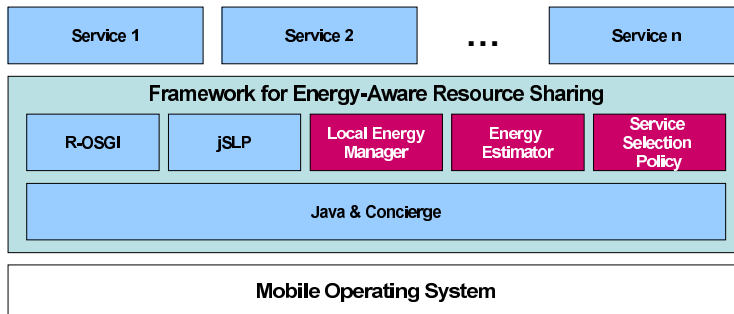 Service 1
Service 2
...
Service n
Framework for Energy-Aware Resource Sharing
R-OSGI
jSLP
Local Energy
Manager
Energy
Estimator
Service
Selection
Policy
Java & Concierge
Mobile Operating System